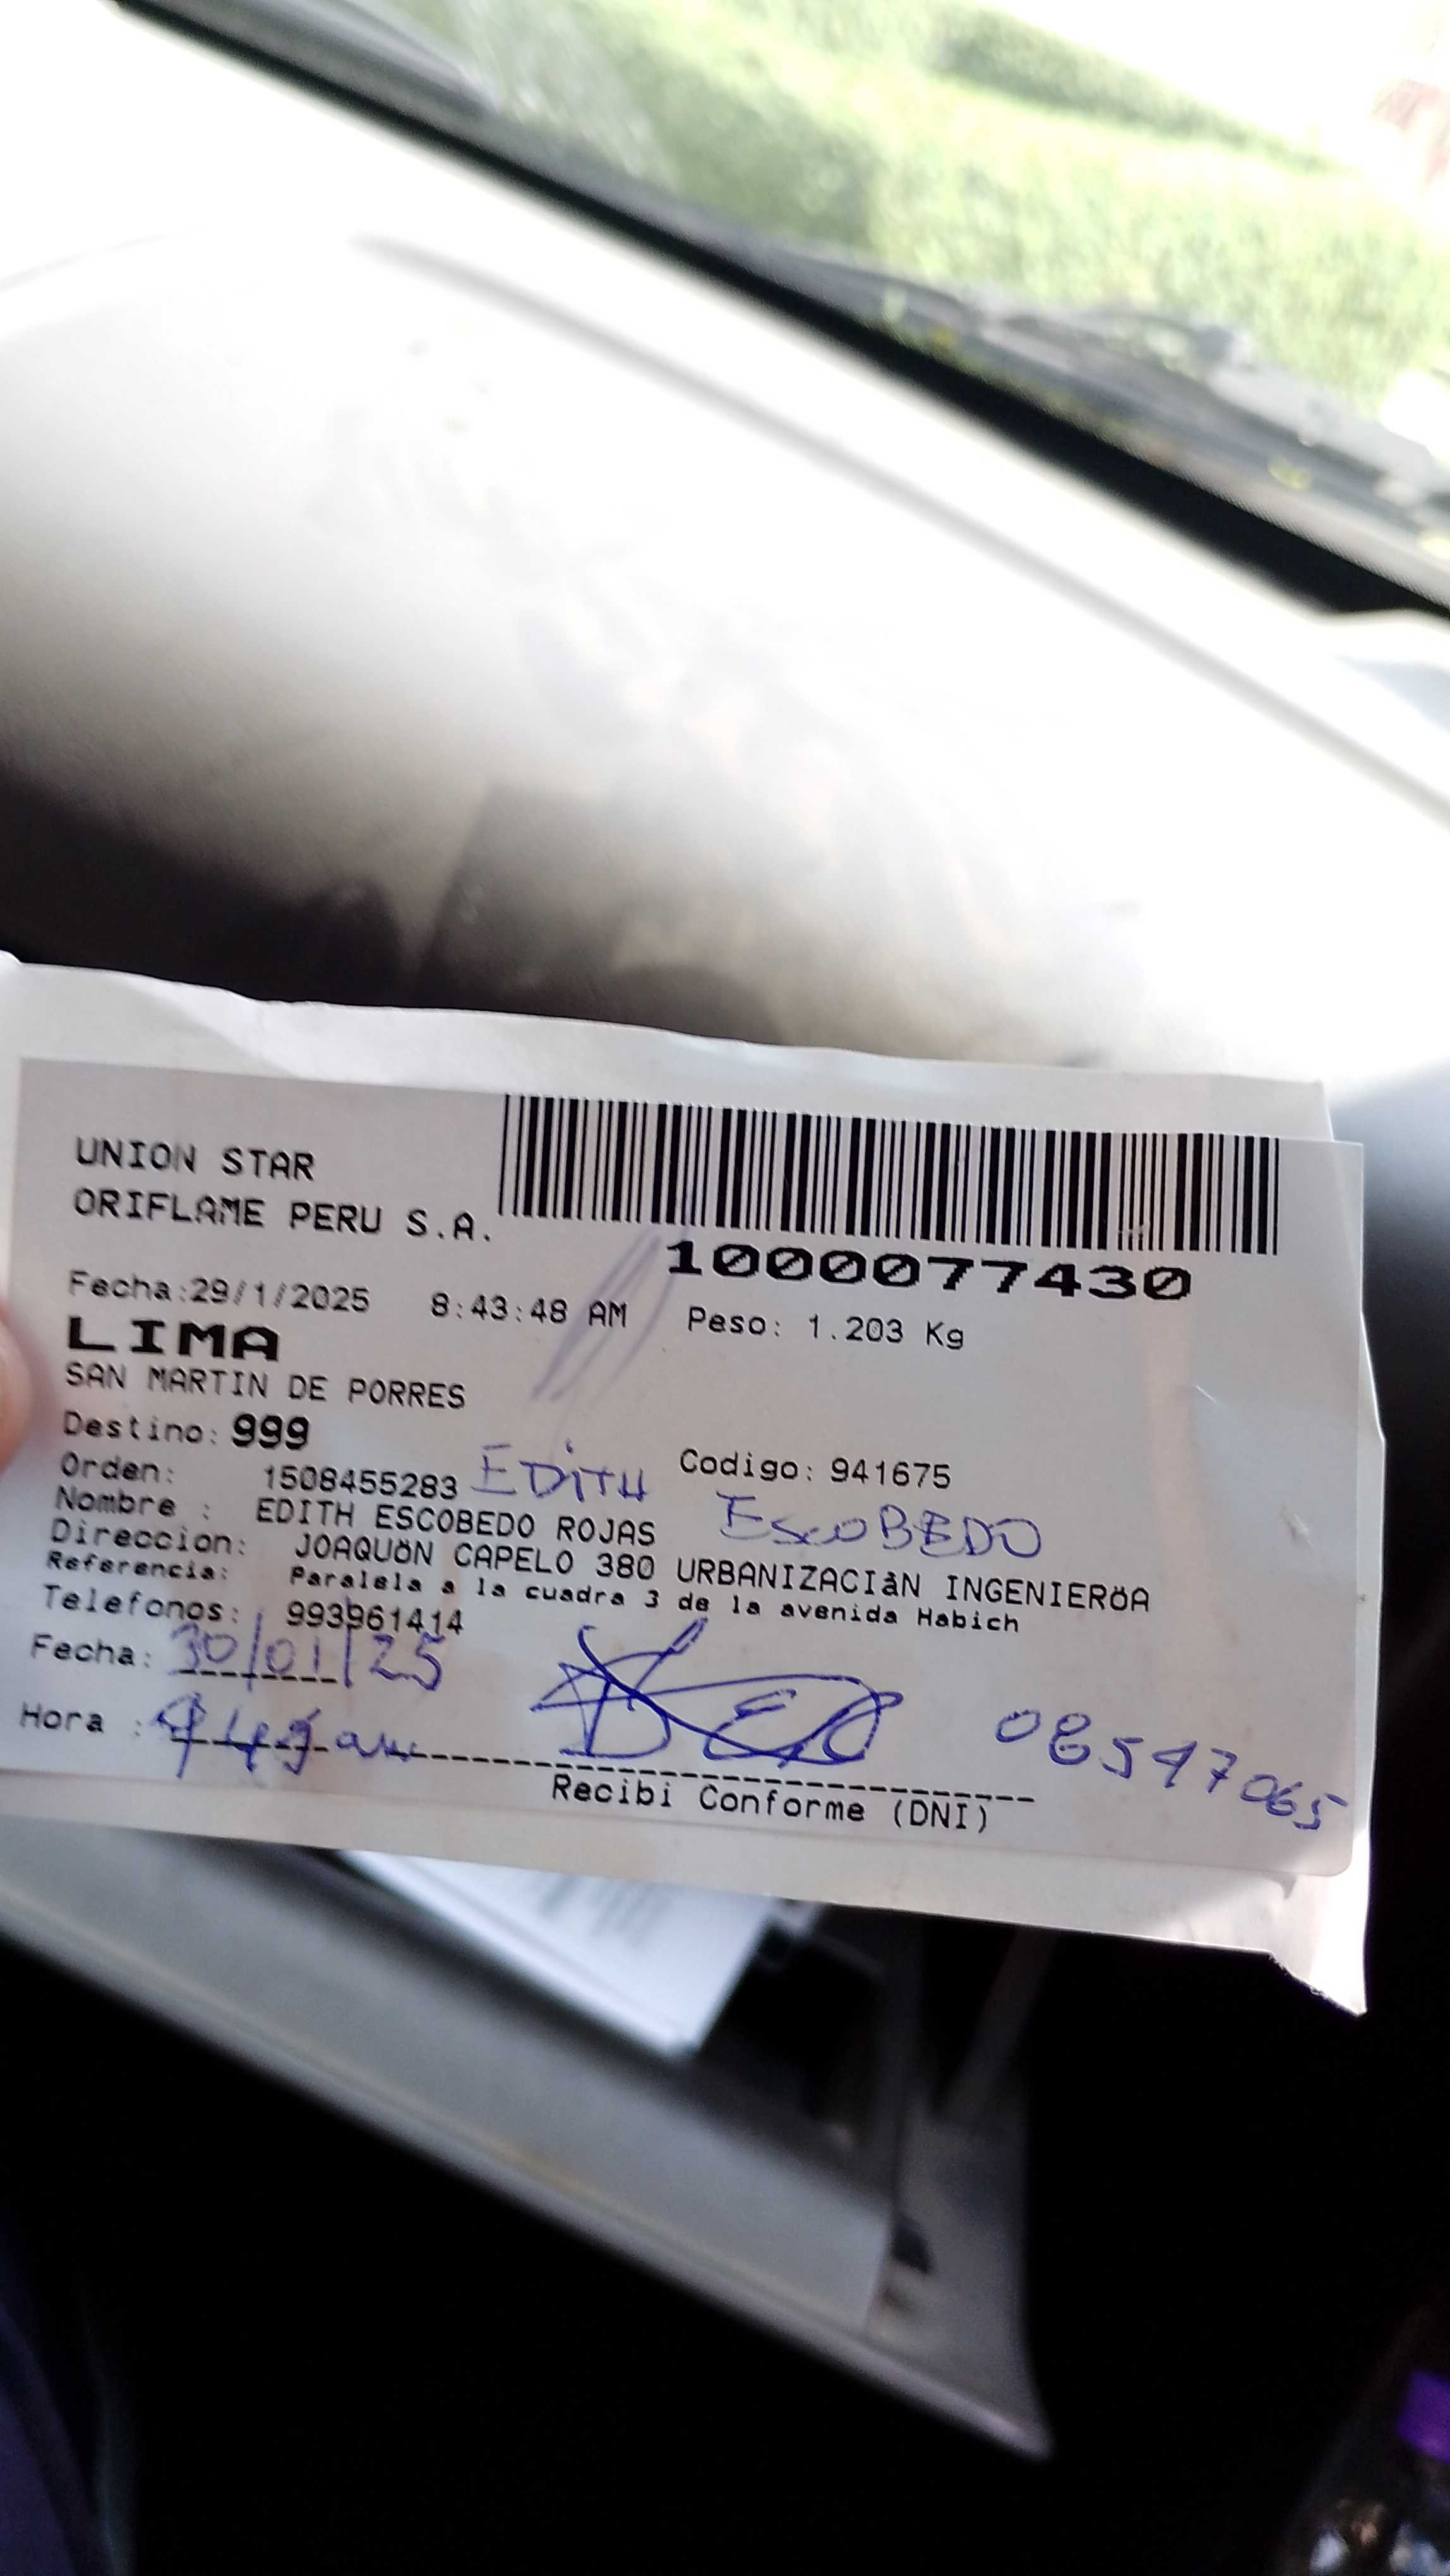 UNION STAR
ORIFLAME PERU S.A.
1000077430
Fecha:29/1/2025 8:43:48 AM Peso: 1.203 Kg
LIMA
SAN MARTIN DE PORRES
Destino: 999
Orden: 1508455283 EDITH Codigo: 941675
Nombre : EDITH ESCOBEDO ROJAS ESCOBEDO
Direccion: JOAQUÖN CAPELO 380 URBANIZACIàN INGENIERÖA
Referencia: Paralela a la cuadra 3 de la avenida Habich
Telefonos: 993961414
Fecha: 30/01/25
Hora :
08547065
Recibi Conforme (DNI)